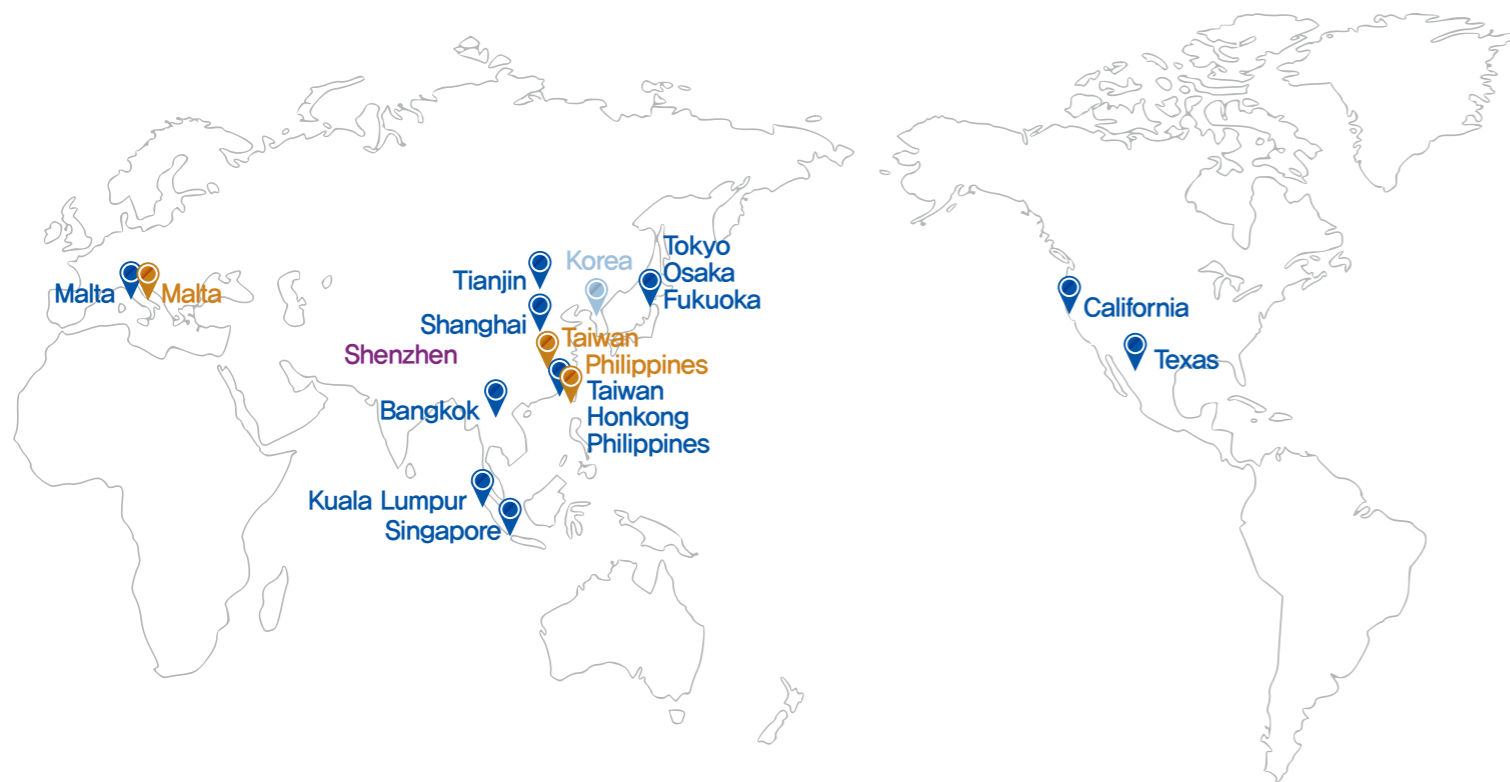 Malta
Malta
Tianjin
Shanghai
Shenzhen
Bangkok
Kuala Lumpur
Singapore
Korea
Tokyo
Osaka
Fukuoka
Taiwan
Philippines
Taiwan
Honkong
Philippines
California
Texas